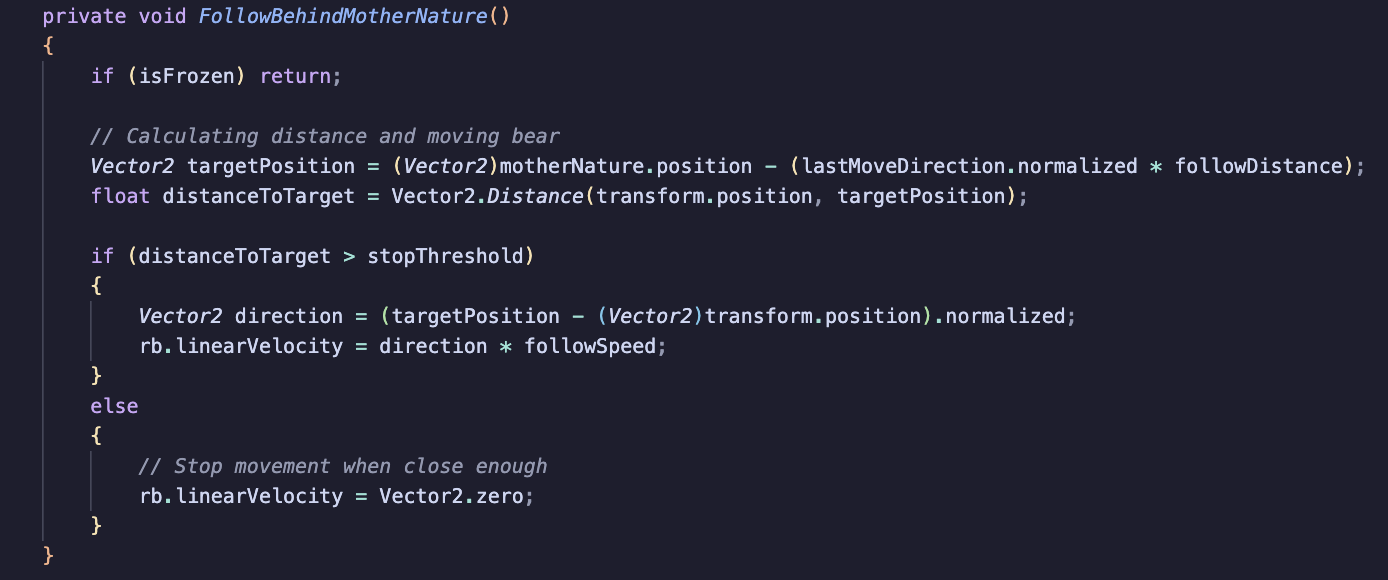 private void FollowBehindMotherNature()
{
    if (isFrozen) return;

    // Calculating distance and moving bear
    Vector2 targetPosition = (Vector2)motherNature.position - (lastMoveDirection.normalized * followDistance);
    float distanceToTarget = Vector2.Distance(transform.position, targetPosition);

    if (distanceToTarget > stopThreshold)
    {
        Vector2 direction = (targetPosition - (Vector2)transform.position).normalized;
        rb.linearVelocity = direction * followSpeed;
    }
    else
    {
        // Stop movement when close enough
        rb.linearVelocity = Vector2.zero;
    }
}